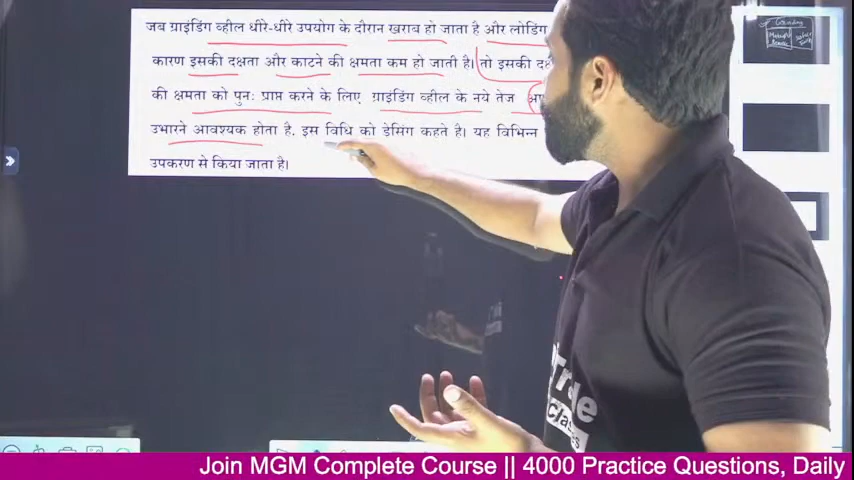 जब ग्राइंडिंग व्हील धीरे-धीरे उपयोग के दौरान खराब हो जाता है और लोडिंग
कारण इसकी दक्षता और काटने की क्षमता कम हो जाती है। तो इसकी
की क्षमता को पुनः प्राप्त करने के लिए ग्राइंडिंग व्हील के नये तेज
उभारने आवश्यक होता है. इस विधि को डेसिंग कहते है। यह विभिन्न
उपकरण से किया जाता है।
Classes
Join MGM Complete Course || 4000 Practice Questions, Daily